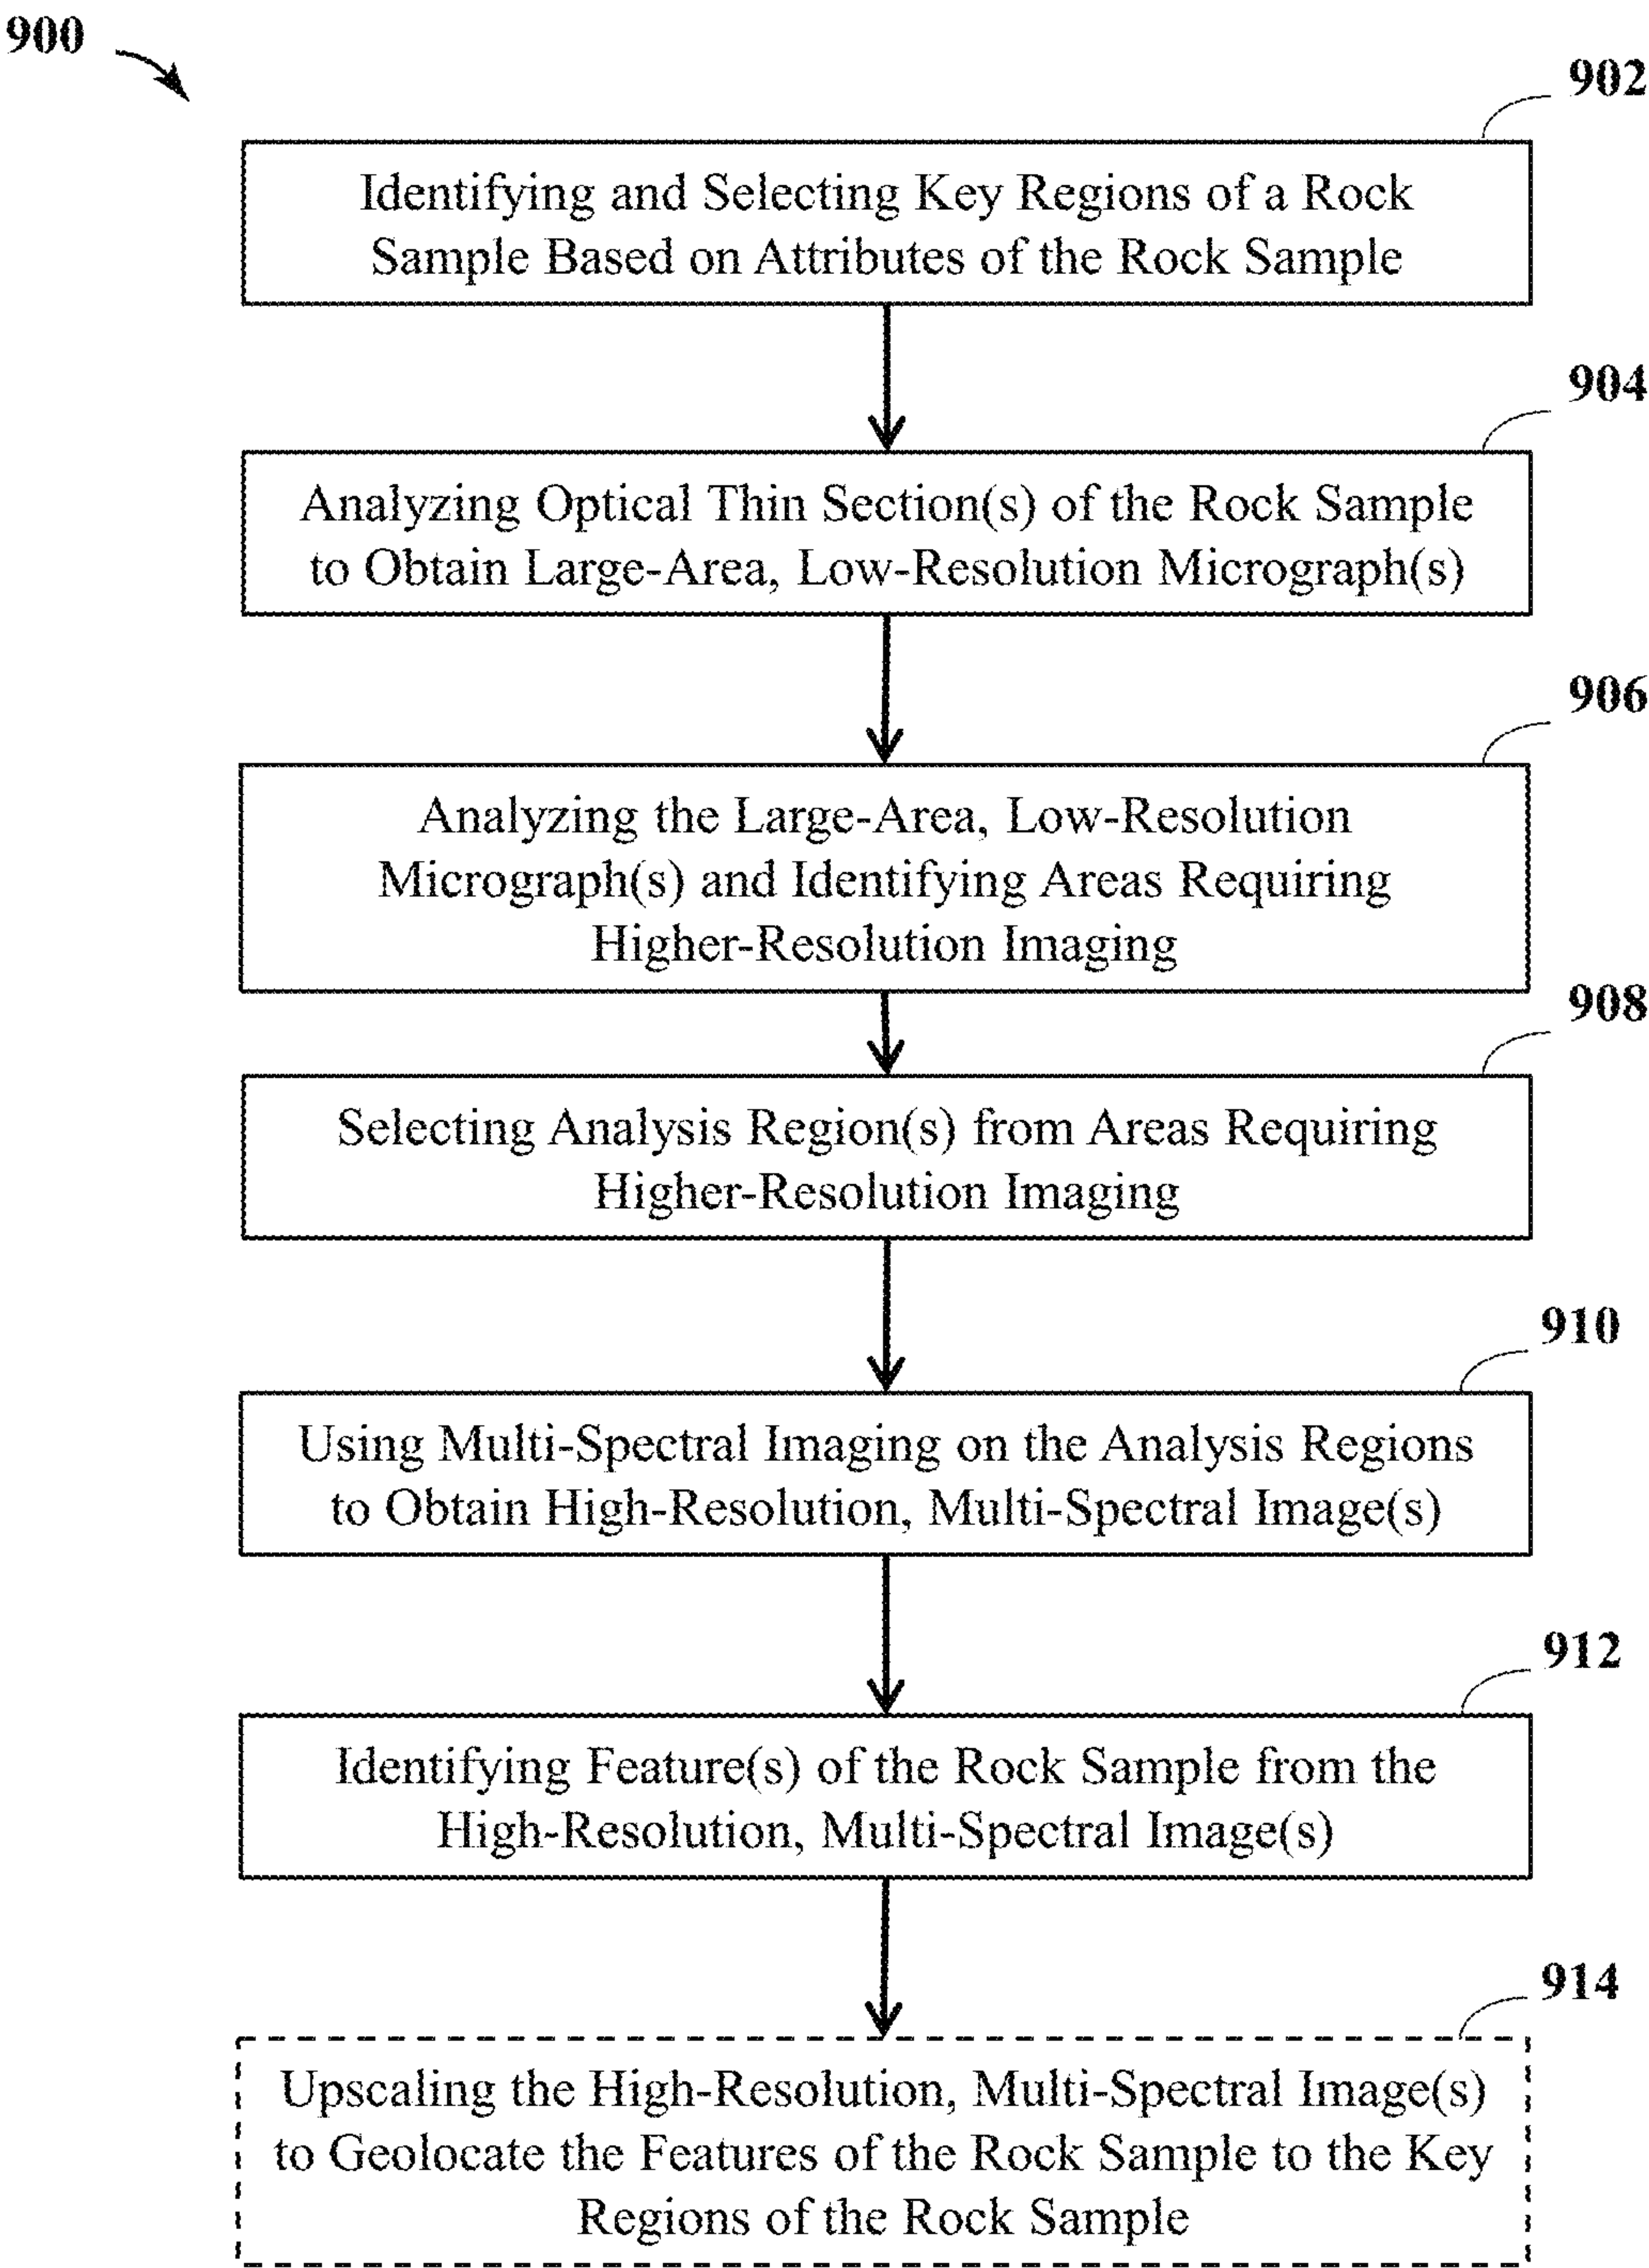 900
902
Identifying and Selecting Key Regions of a Rock
Sample Based on Attributes of the Rock Sample
904
Analyzing Optical Thin Section(s) of the Rock Sample
to Obtain Large-Area, Low-Resolution Micrograph(s)
906
Analyzing the Large-Area, Low-Resolution
Micrograph(s) and Identifying Areas Requiring
Higher-Resolution Imaging
908
Selecting Analysis Region(s) from Areas Requiring
Higher-Resolution Imaging
910
Using Multi-Spectral Imaging on the Analysis Regions
to Obtain High-Resolution, Multi-Spectral Image(s)
912
Identifying Feature(s) of the Rock Sample from the
High-Resolution, Multi-Spectral Image(s)
914
Upscaling the High-Resolution, Multi-Spectral Image(s)
to Geolocate the Features of the Rock Sample to the Key
Regions of the Rock Sample